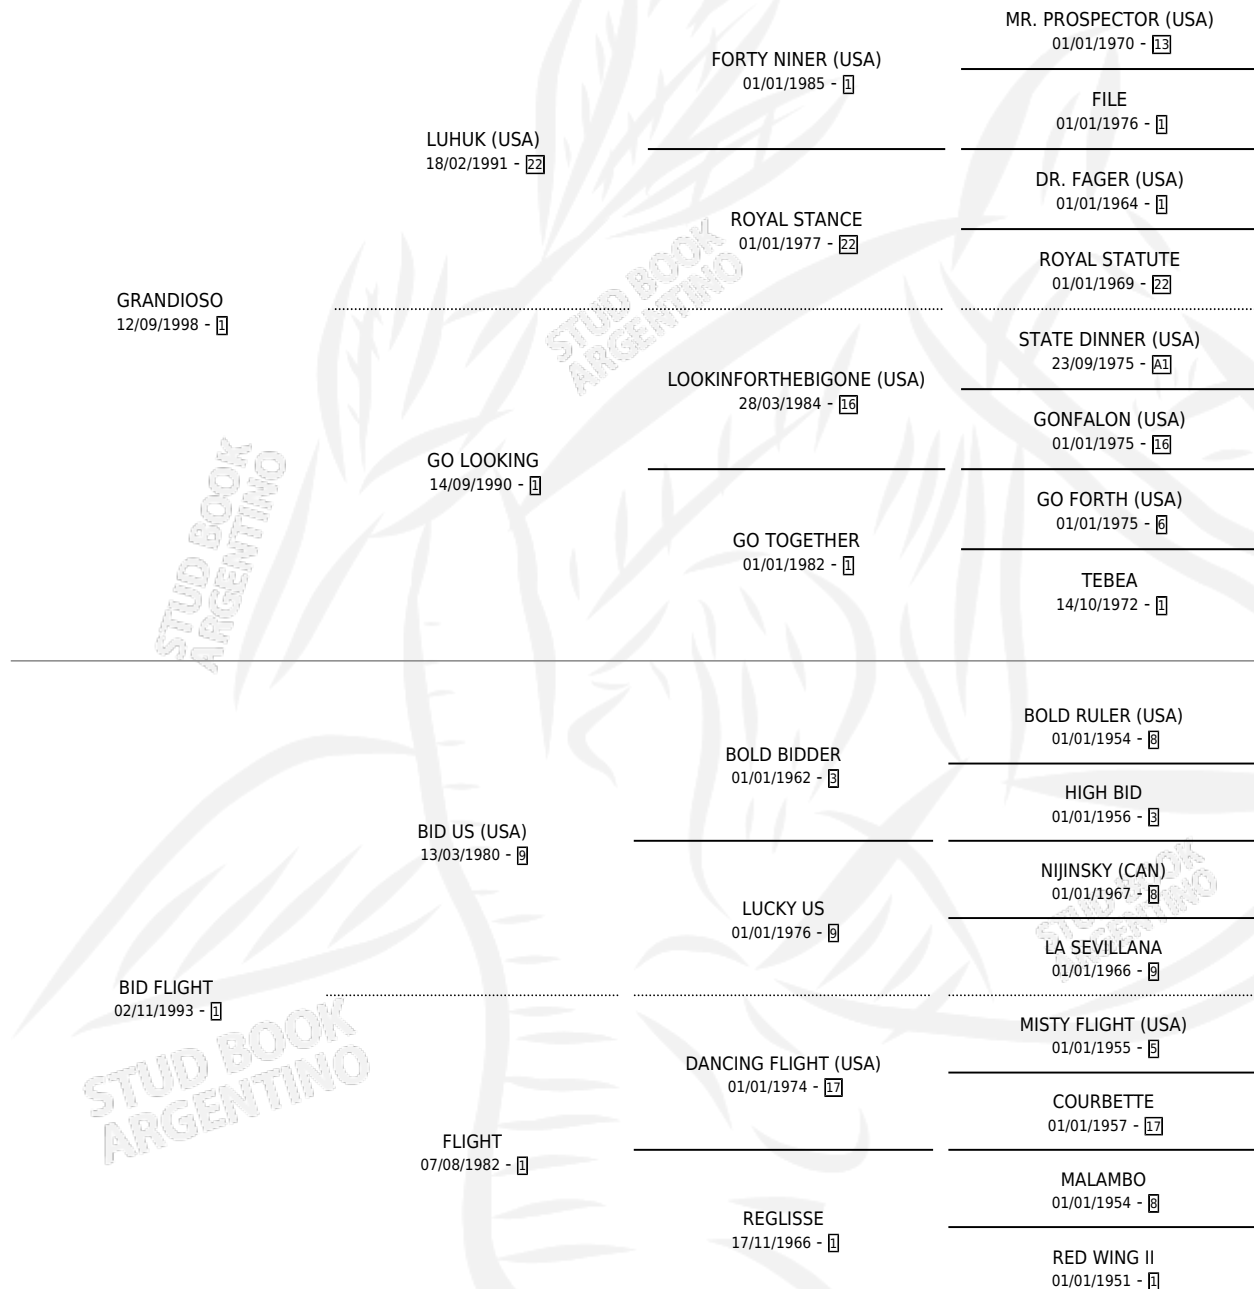 MR. PROSPECTOR (USA)
01/01/1970 - 13
FORTY NINER (USA)
01/01/1985 - 1
FILE
01/01/1976 - 1
LUHUK (USA)
18/02/1991 - 22
DR. FAGER (USA)
01/01/1964 - 1
ROYAL STANCE
01/01/1977 - 22
ROYAL STATUTE
01/01/1969 - 22
GRANDIOSO
12/09/1998 - 1
STATE DINNER (USA)
23/09/1975 - A1
LOOKINFORTHEBIGONE (USA)
28/03/1984 - 16
GONFALON (USA)
01/01/1975 - 16
GO LOOKING
14/09/1990 - 1
GO FORTH (USA)
01/01/1975 - 6
GO TOGETHER
01/01/1982 - 1
TEBEA
14/10/1972 - 1
BOLD RULER (USA)
01/01/1954 - 8
BOLD BIDDER
01/01/1962 - 3
HIGH BID
01/01/1956 - 3
BID US (USA)
13/03/1980 - 9
NIJINSKY (CAN)
01/01/1967 - 8
LUCKY US
01/01/1976 - 9
LA SEVILLANA
01/01/1966 - 9
BID FLIGHT
02/11/1993 - 1
MISTY FLIGHT (USA)
01/01/1955 - 5
DANCING FLIGHT (USA)
01/01/1974 - 17
COURBETTE
01/01/1957 - 17
FLIGHT
07/08/1982 - 1
MALAMBO
01/01/1954 - 8
REGLISSE
17/11/1966 - 1
RED WING II
01/01/1951 - 1
STUD BOOK
ARGENTINO
STUD BOOK
ARGENTINO
STUD BOOK
ARGENTINO
STUD BOOK
ARGENTINO